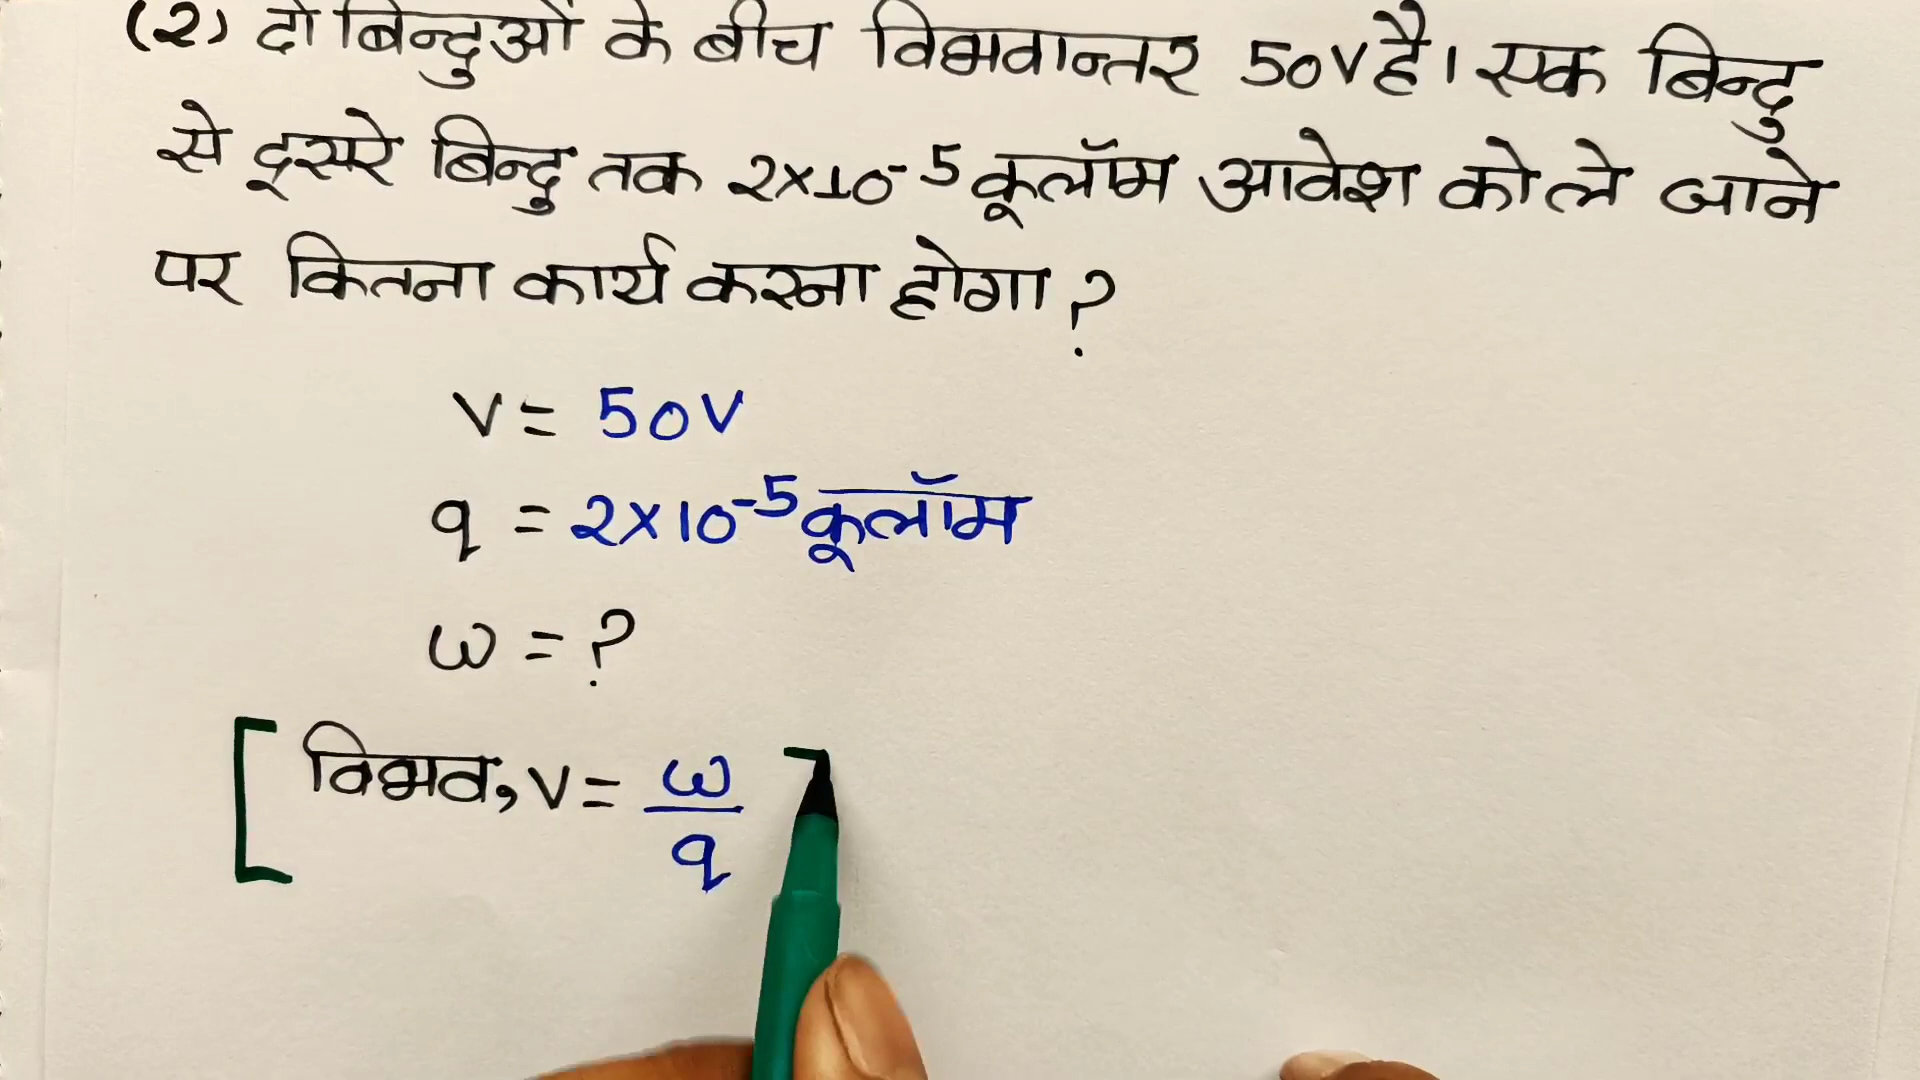 (2) दो बिन्दुओं के बीच विभवान्तर 50V है। एक बिन्दु
से दूसरे बिन्दु तक 2×10⁻⁵ कूलॉम आवेश को ले जाने
पर कितना कार्य करना होगा?
V = 50V
q = 2×10⁻⁵ कूलॉम
ω = ?
[विभव, V = ω/q]